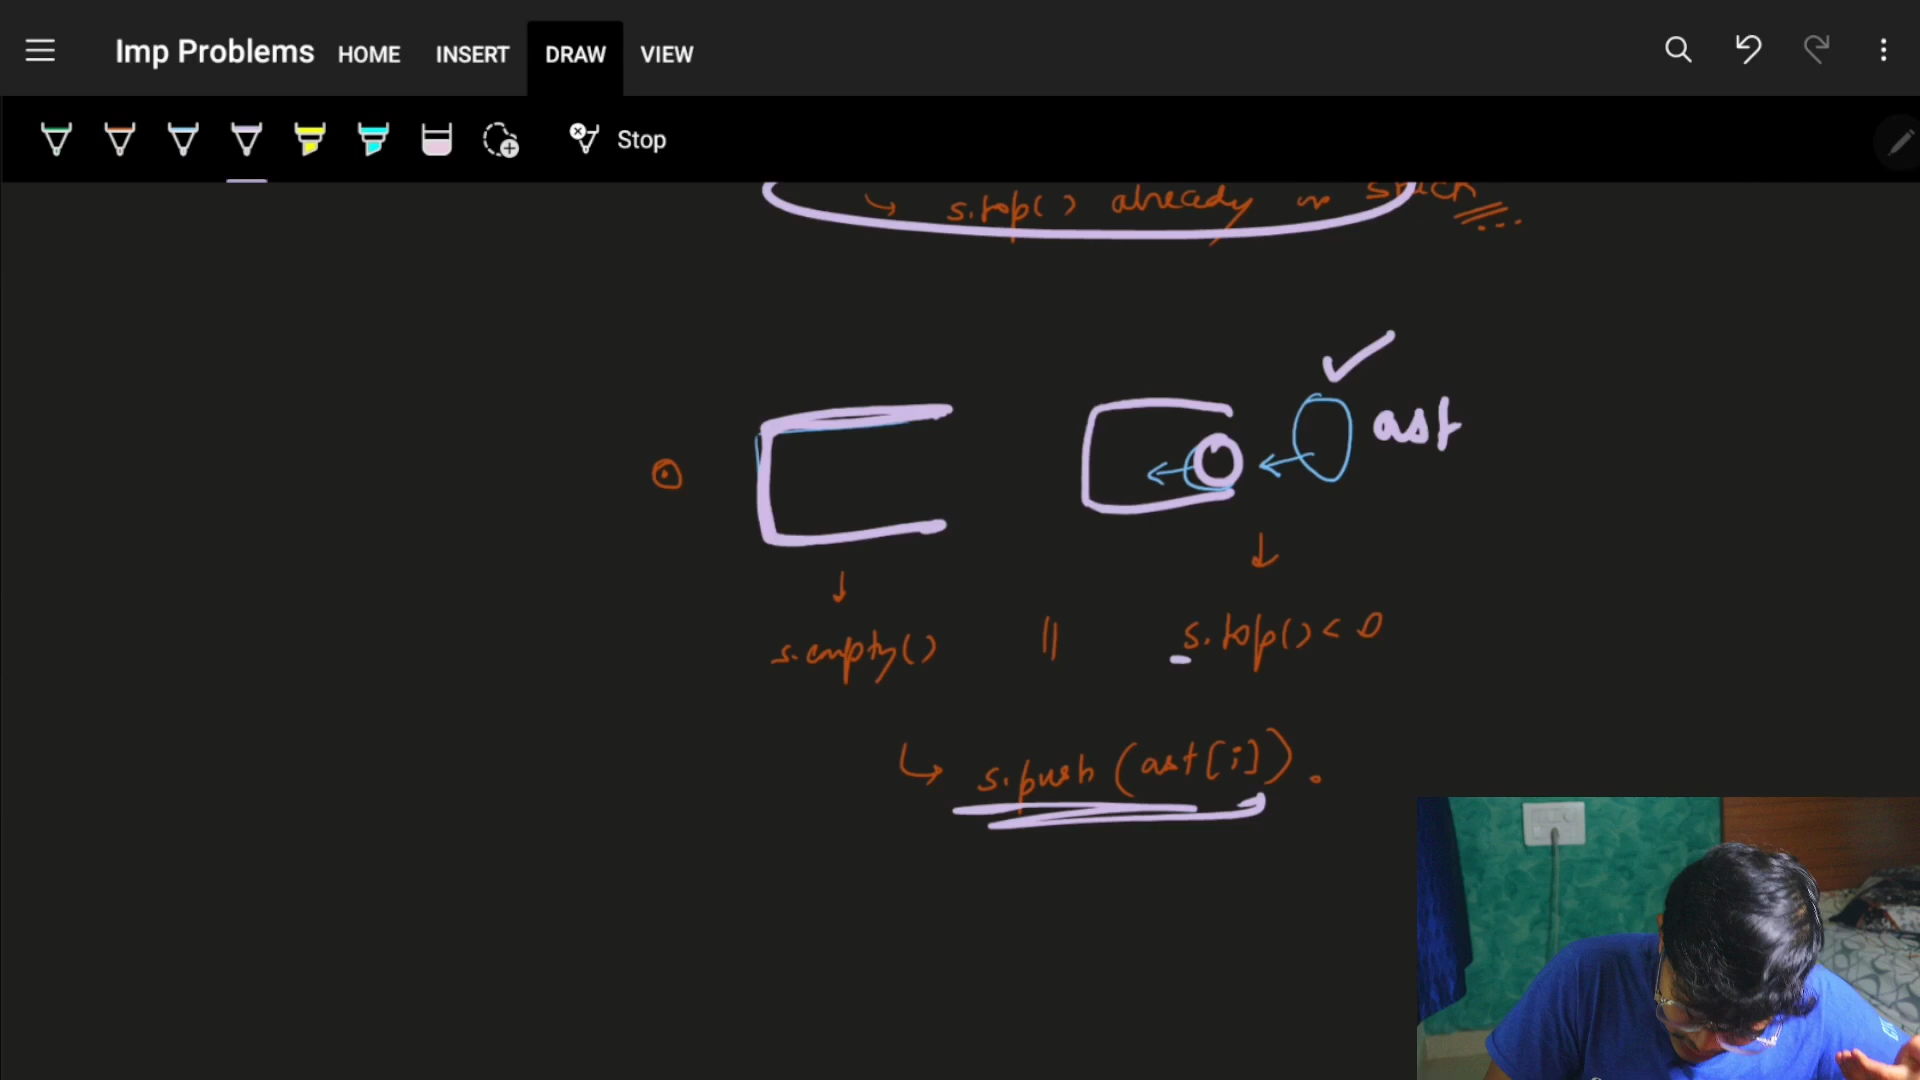 Imp Problems HOME INSERT DRAW VIEW
Stop
s.top() already in stack
ast
s.empty() || s.top() < 0
s.push (ast[i]).